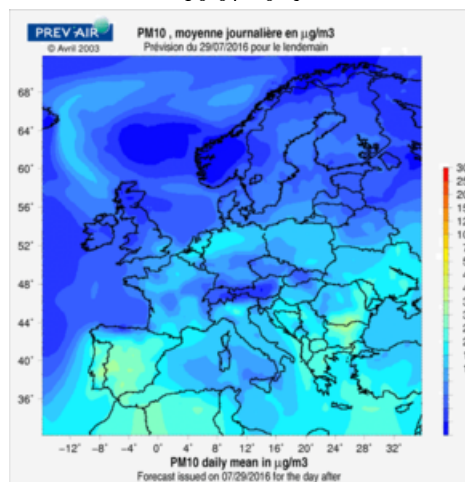 PREV'AIR
© Avril 2003
PM10 , moyenne journalière en µg/m3
Prévision du 29/07/2016 pour le lendemain
68°
64°
60°
56°
52°
48°
44°
40°
36°
−12° −8° −4° 0° 4° 8° 12° 16° 20° 24° 28° 32°
PM10 daily mean in µg/m3
Forecast issued on 07/29/2016 for the day after